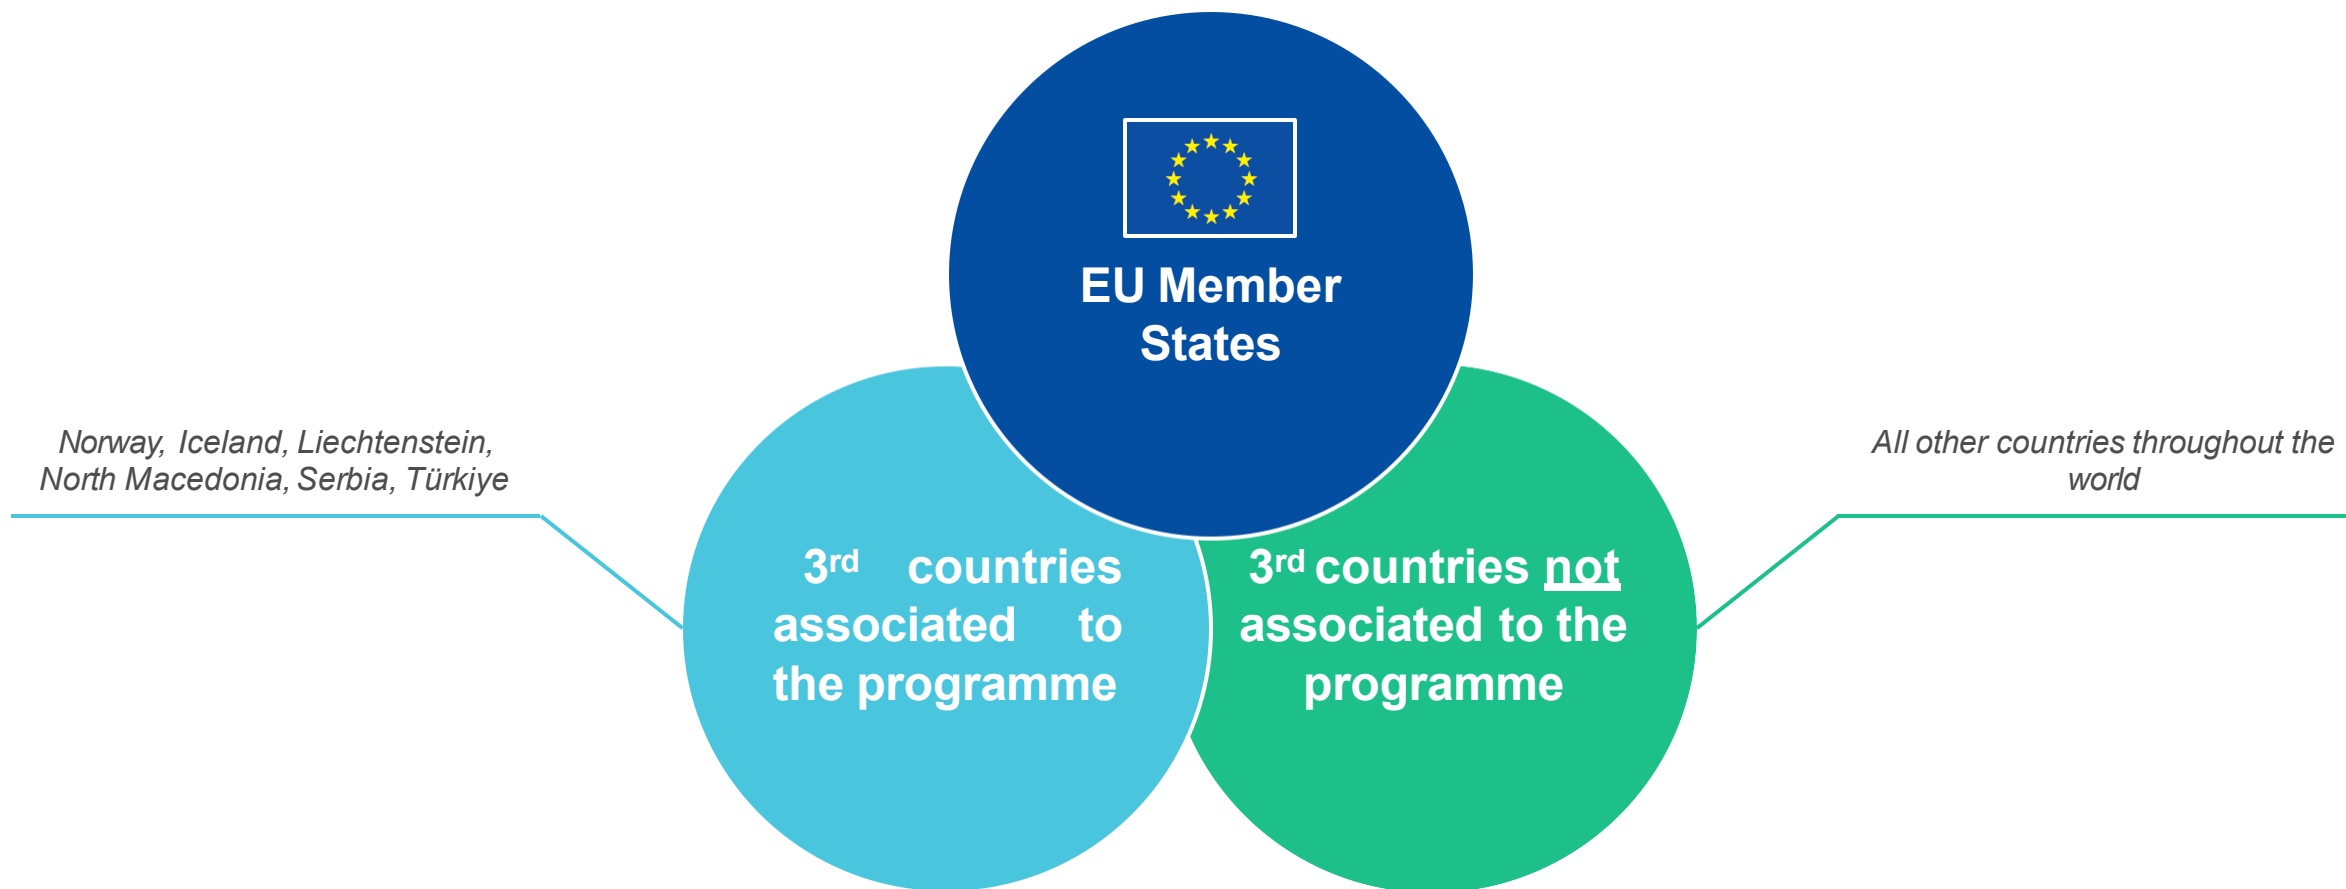 EU Member
States
Norway, Iceland, Liechtenstein,
North Macedonia, Serbia, Türkiye
All other countries throughout the
world
3rd countries
associated to
the programme
3rd countries not
associated to the
programme